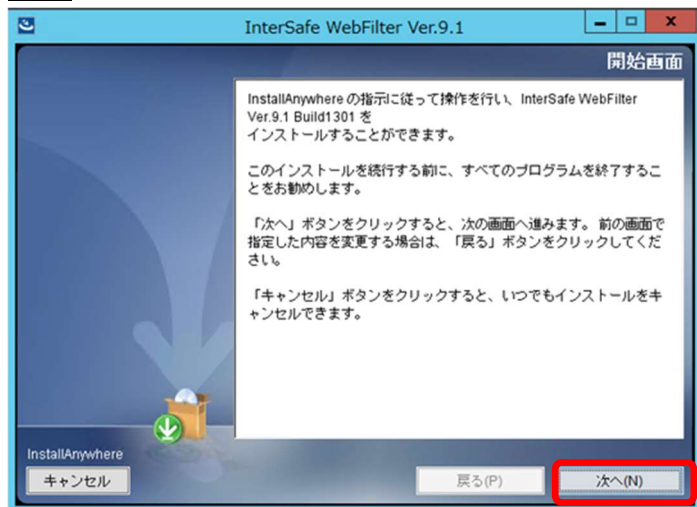 InterSafe WebFilter Ver.9.1
開始画面
InstallAnywhere の指示に従って操作を行い、InterSafe WebFilter
Ver.9.1 Build1301 を
インストールすることができます。
このインストールを続行する前に、すべてのプログラムを終了するこ
とをお勧めします。
「次へ」ボタンをクリックすると、次の画面へ進みます。 前の画面で
指定した内容を変更する場合は、「戻る」ボタンをクリックしてくだ
さい。
「キャンセル」ボタンをクリックすると、いつでもインストールをキ
ャンセルできます。
InstallAnywhere
キャンセル
戻る(P)
次へ(N)